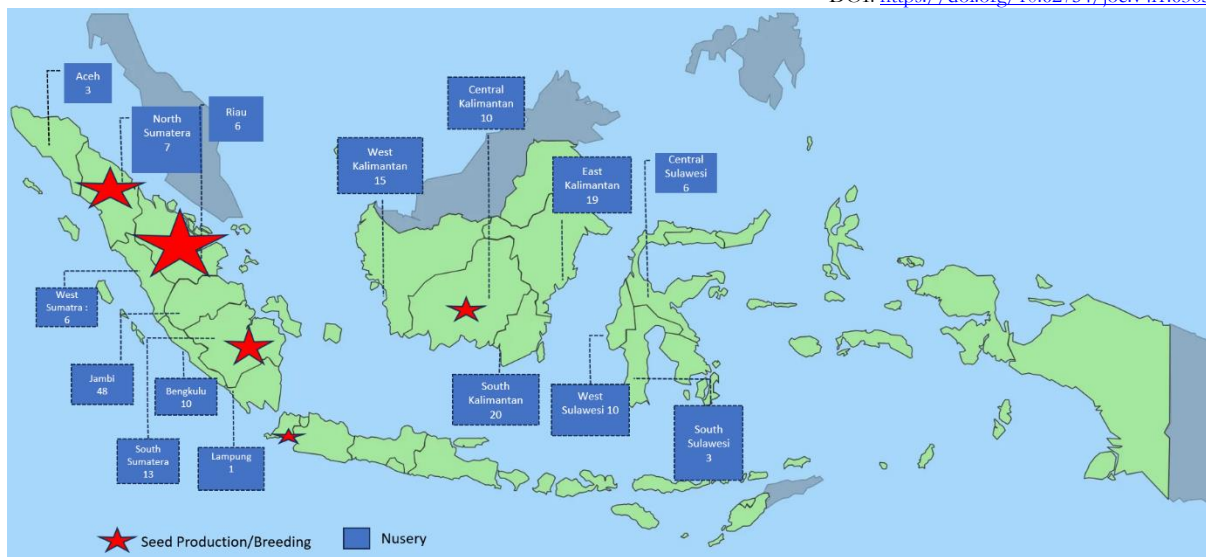 DOI:
Aceh
3
North
Sumatera
7
Riau
6
Central
Kalimantan
10
West
Kalimantan
15
East
Kalimantan
19
Central
Sulawesi
6
West
Sumatra :
6
Jambi
48
Bengkulu
10
South
Sumatera
13
Lampung
1
South
Kalimantan
20
West
Sulawesi 10
South
Sulawesi
3
Seed Production/Breeding
Nusery